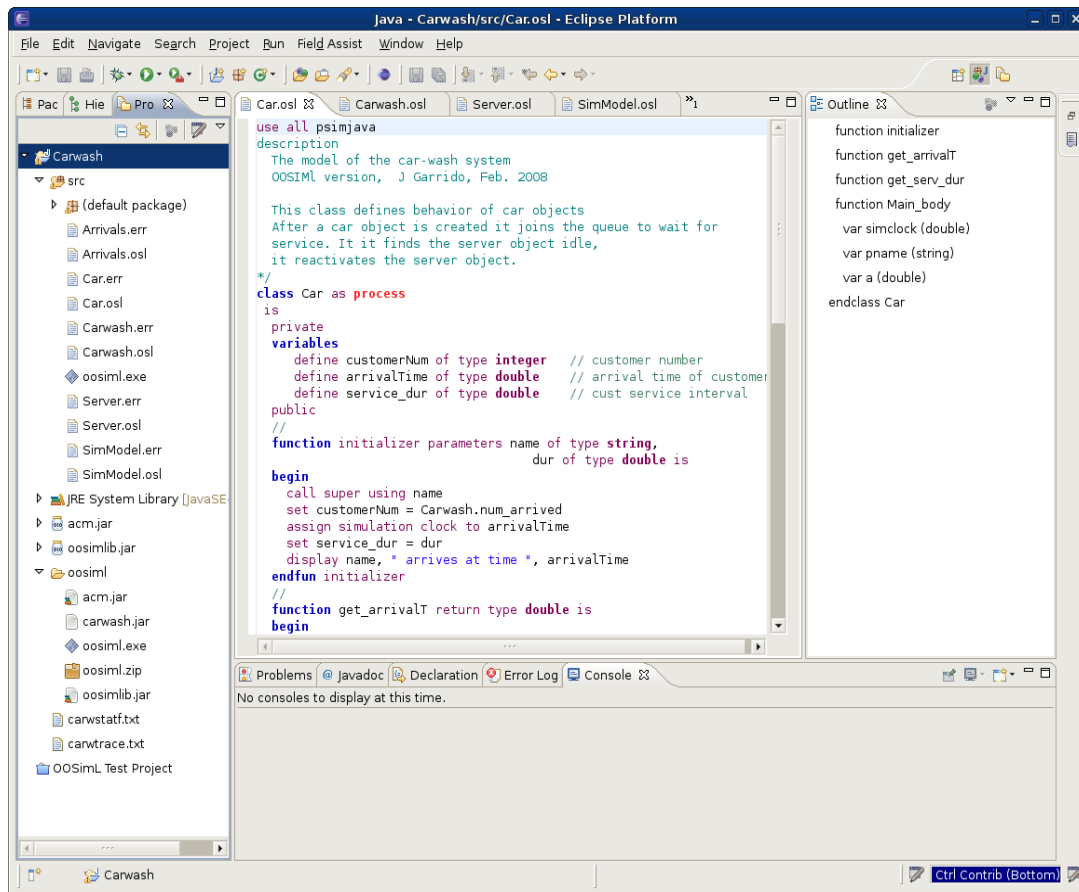 Java - Carwash/src/Car.osl - Eclipse Platform
File Edit Navigate Search Project Run Field Assist Window Help
Pac Hie Pro
Carwash
src
(default package)
Arrivals.err
Arrivals.osl
Car.err
Car.osl
Carwash.err
Carwash.osl
oosiml.exe
Server.err
Server.osl
SimModel.err
SimModel.osl
JRE System Library [JavaSE-
acm.jar
oosimlib.jar
oosiml
acm.jar
carwash.jar
oosiml.exe
oosiml.zip
oosimlib.jar
carwstatf.txt
carwtrace.txt
OOSimL Test Project
Car.osl Carwash.osl Server.osl SimModel.osl »1
use all psimjava
description
The model of the car-wash system
OOSIMl version, J Garrido, Feb. 2008
This class defines behavior of car objects
After a car object is created it joins the queue to wait for
service. It it finds the server object idle,
it reactivates the server object.
*/
class Car as process
is
private
variables
define customerNum of type integer // customer number
define arrivalTime of type double // arrival time of customer
define service_dur of type double // cust service interval
public
//
function initializer parameters name of type string,
dur of type double is
begin
call super using name
set customerNum = Carwash.num_arrived
assign simulation clock to arrivalTime
set service_dur = dur
display name, " arrives at time ", arrivalTime
endfun initializer
//
function get_arrivalT return type double is
begin
Outline
function initializer
function get_arrivalT
function get_serv_dur
function Main_body
var simclock (double)
var pname (string)
var a (double)
endclass Car
Problems @ Javadoc Declaration Error Log Console
No consoles to display at this time.
Carwash
Ctrl Contrib (Bottom)